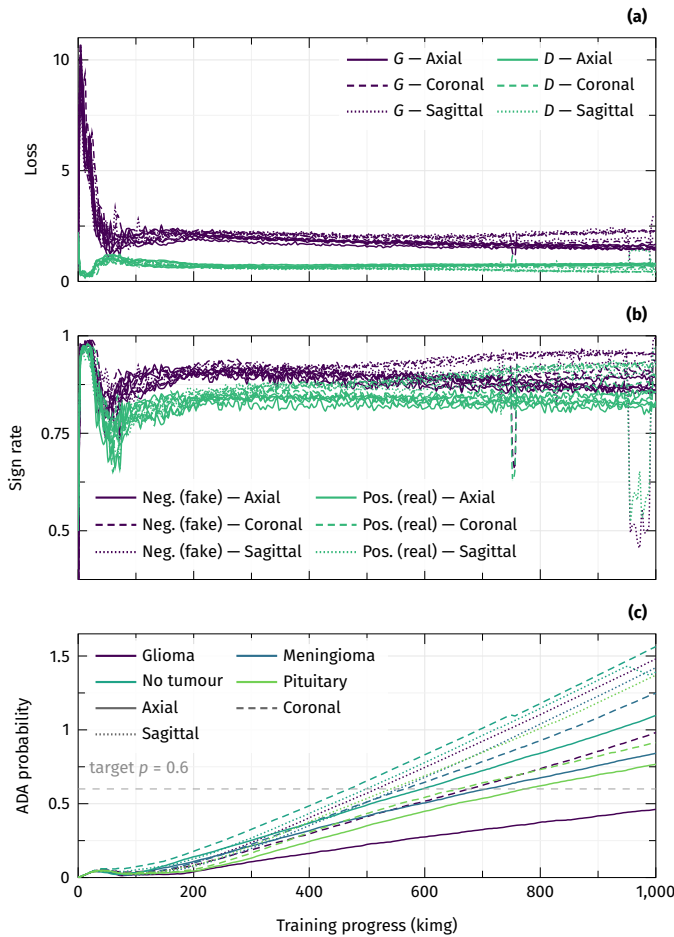 (a)
10
5
0
Loss
G — Axial
D — Axial
G — Coronal
D — Coronal
G — Sagittal
D — Sagittal
(b)
1
0.75
0.5
Sign rate
Neg. (fake) — Axial
Pos. (real) — Axial
Neg. (fake) — Coronal
Pos. (real) — Coronal
Neg. (fake) — Sagittal
Pos. (real) — Sagittal
(c)
1.5
1
0.5
0
ADA probability
Glioma
Meningioma
No tumour
Pituitary
Axial
Coronal
Sagittal
target p = 0.6
0 200 400 600 800 1,000
Training progress (kimg)